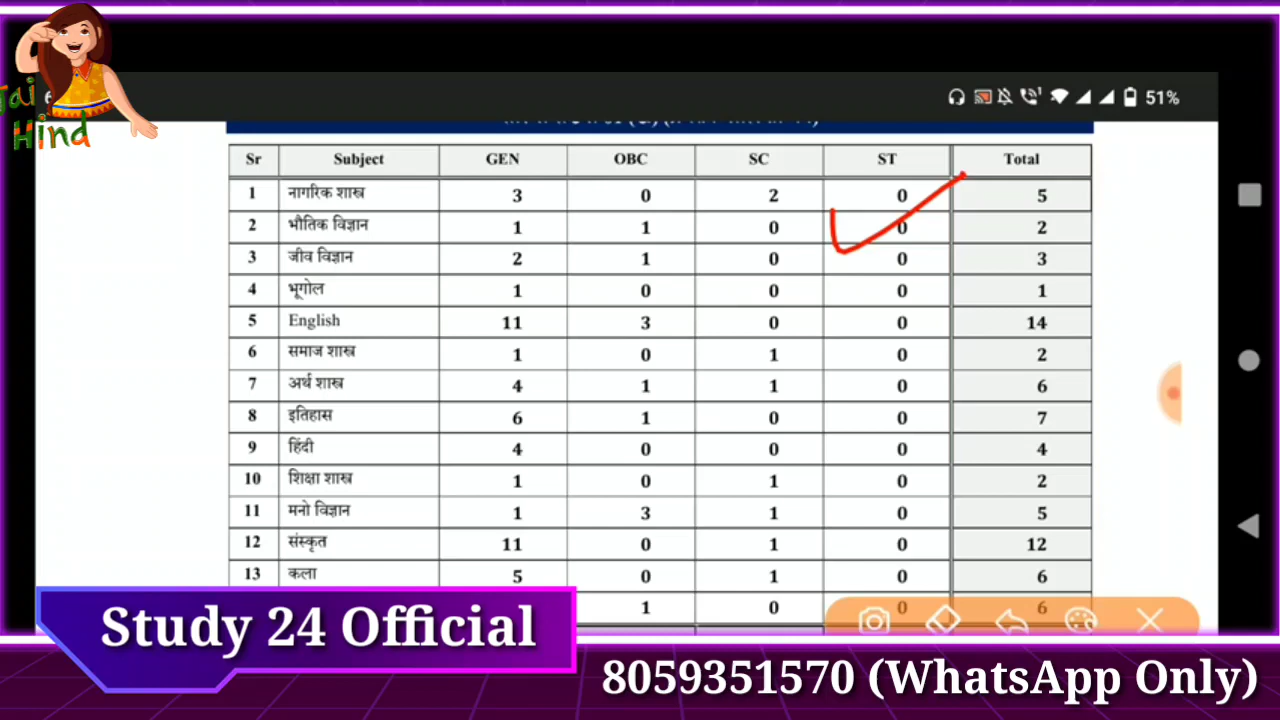 Jai
Hind
51%
Sr Subject GEN OBC SC ST Total
1 नागरिक शास्त्र 3 0 2 0 5
2 भौतिक विज्ञान 1 1 0 0 2
3 जीव विज्ञान 2 1 0 0 3
4 भूगोल 1 0 0 0 1
5 English 11 3 0 0 14
6 समाज शास्त्र 1 0 1 0 2
7 अर्थ शास्त्र 4 1 1 0 6
8 इतिहास 6 1 0 0 7
9 हिंदी 4 0 0 0 4
10 शिक्षा शास्त्र 1 0 1 0 2
11 मनो विज्ञान 1 3 1 0 5
12 संस्कृत 11 0 1 0 12
13 कला 5 0 1 0 6
1 0 0 6
Study 24 Official
8059351570 (WhatsApp Only)